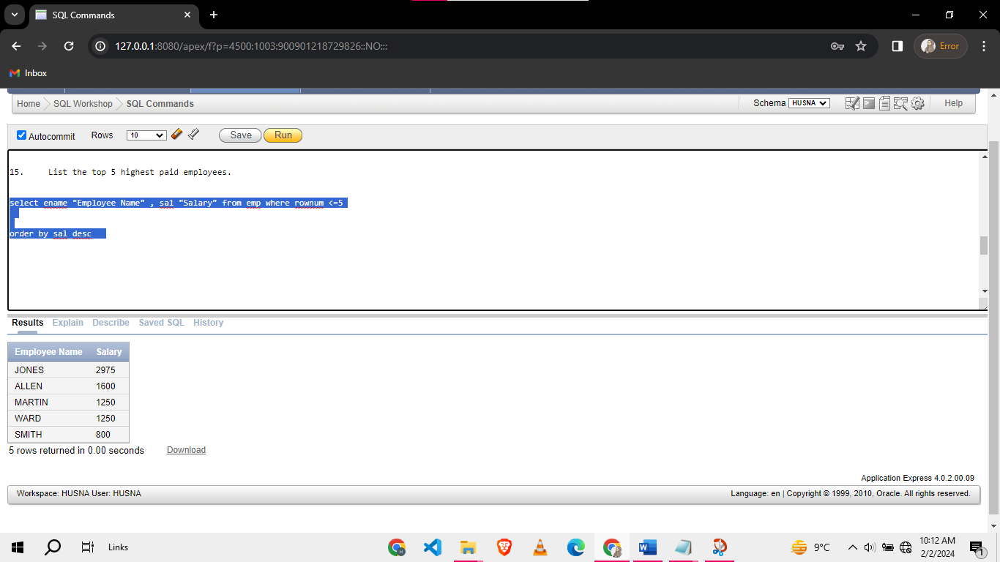 SQL Commands
127.0.0.1:8080/apex/f?p=4500:1003:900901218729826::NO:::
Error
Inbox
Home SQL Workshop SQL Commands Schema HUSNA Help
Autocommit Rows 10 Save Run
15. List the top 5 highest paid employees.
select ename "Employee Name" , sal "Salary" from emp where rownum <=5
order by sal desc
Results Explain Describe Saved SQL History
Employee Name Salary
JONES 2975
ALLEN 1600
MARTIN 1250
WARD 1250
SMITH 800
5 rows returned in 0.00 seconds Download
Application Express 4.0.2.00.09
Workspace: HUSNA User: HUSNA Language: en | Copyright © 1999, 2010, Oracle. All rights reserved.
Links 9°C 10:12 AM
2/2/2024
1